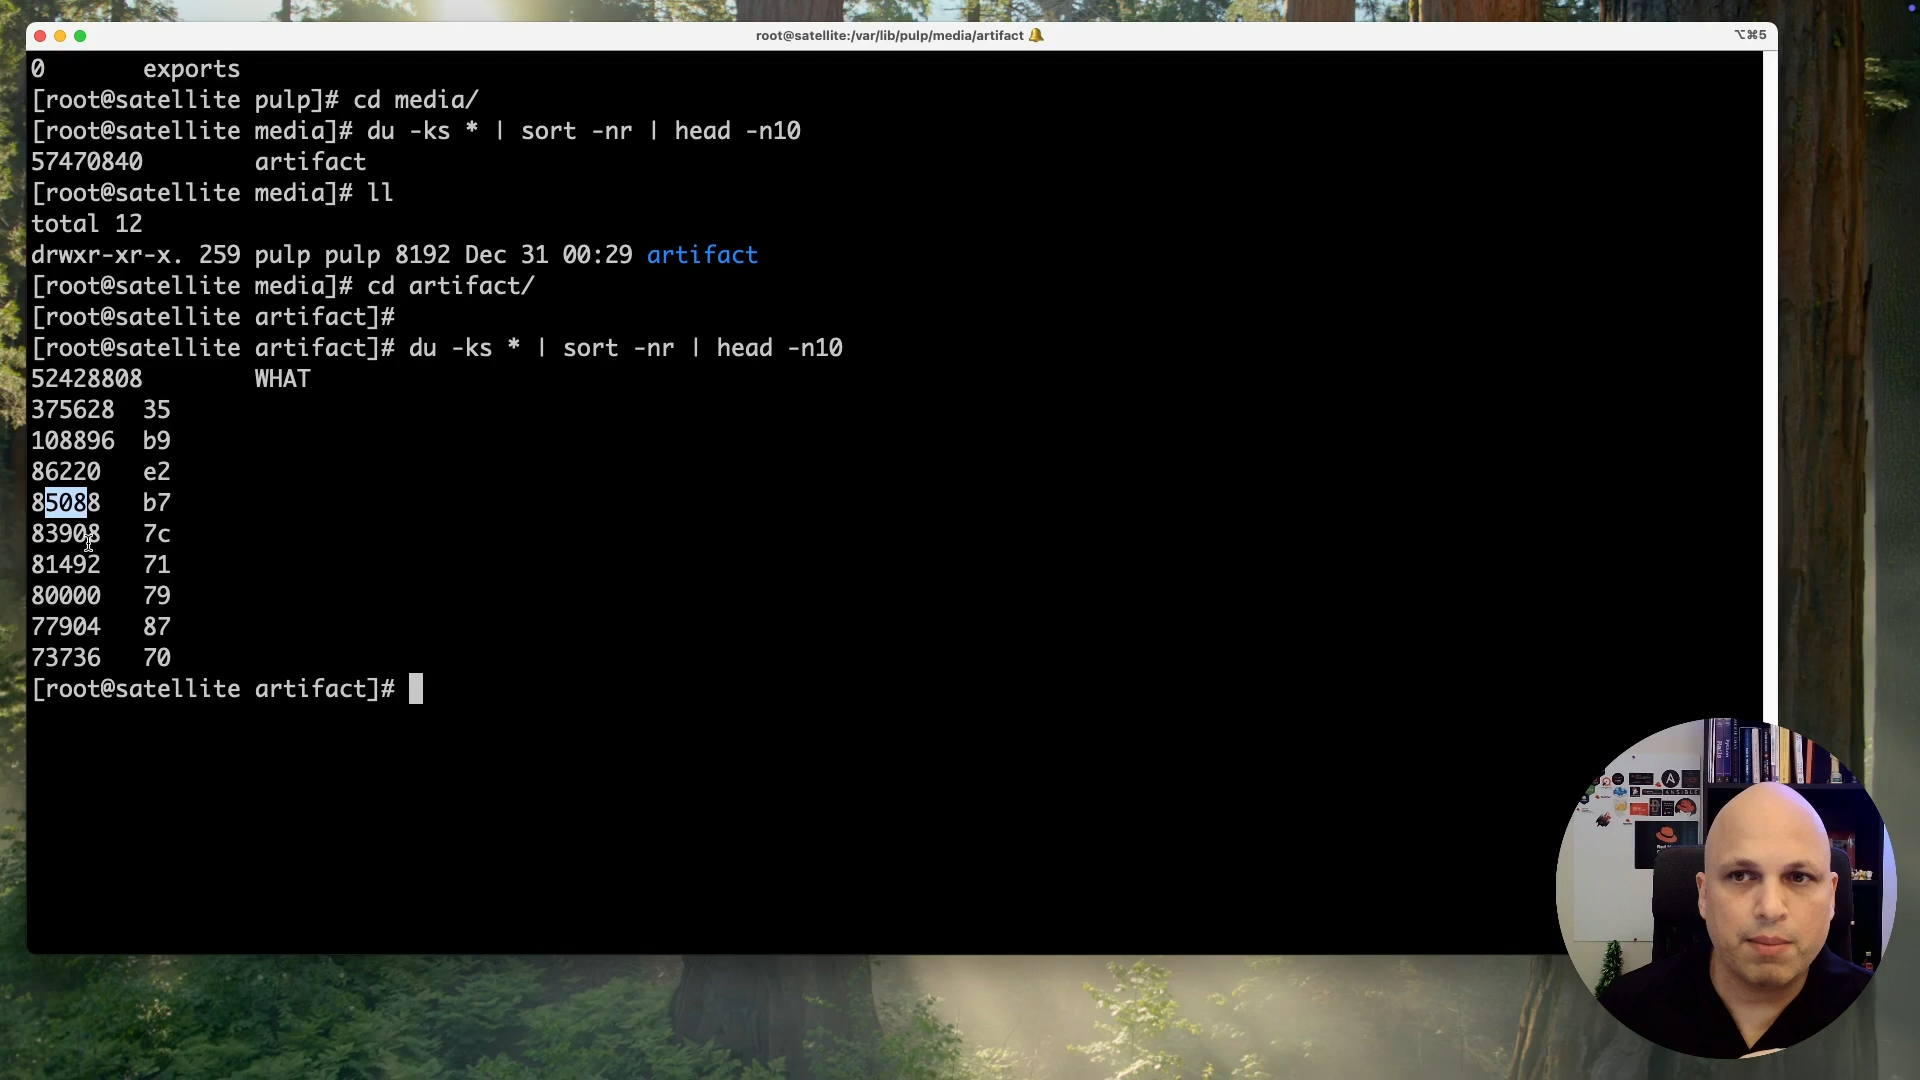 root@satellite:/var/lib/pulp/media/artifact 🔔
⌥⌘5
0 exports
[root@satellite pulp]# cd media/
[root@satellite media]# du -ks * | sort -nr | head -n10
57470840 artifact
[root@satellite media]# ll
total 12
drwxr-xr-x. 259 pulp pulp 8192 Dec 31 00:29 artifact
[root@satellite media]# cd artifact/
[root@satellite artifact]#
[root@satellite artifact]# du -ks * | sort -nr | head -n10
52428808 WHAT
375628 35
108896 b9
86220 e2
85088 b7
83908 7c
81492 71
80000 79
77904 87
73736 70
[root@satellite artifact]#
ANSIBLE